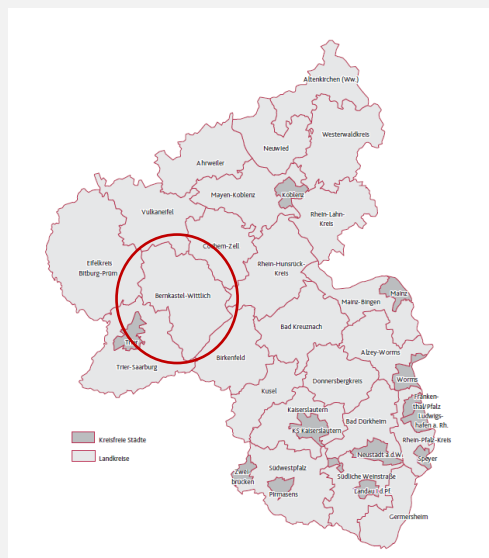 Altenkirchen (Ww.)
Westerwaldkreis
Neuwied
Ahrweiler
Mayen-Koblenz
Koblenz
Vulkaneifel
Rhein-Lahn-
Kreis
Cochem-Zell
Eifelkreis
Bitburg-Prüm
Rhein-Hunsrück-
Kreis
Bernkastel-Wittlich
Mainz
Mainz-Bingen
Bad Kreuznach
Trier
Birkenfeld
Alzey-Worms
Trier-Saarburg
Donnersbergkreis
Worms
Kusel
Franken-
thal/Pfalz
Kaiserslautern
Ludwigs-
hafen a. Rh.
Bad Dürkheim
KS Kaiserslautern
Kreisfreie Städte
Rhein-Pfalz-Kreis
Landkreise
Neustadt a.d.W.
Speyer
Zwei-
brücken
Südwestpfalz
Südliche Weinstraße
Pirmasens
Landau i.d.Pf.
Germersheim